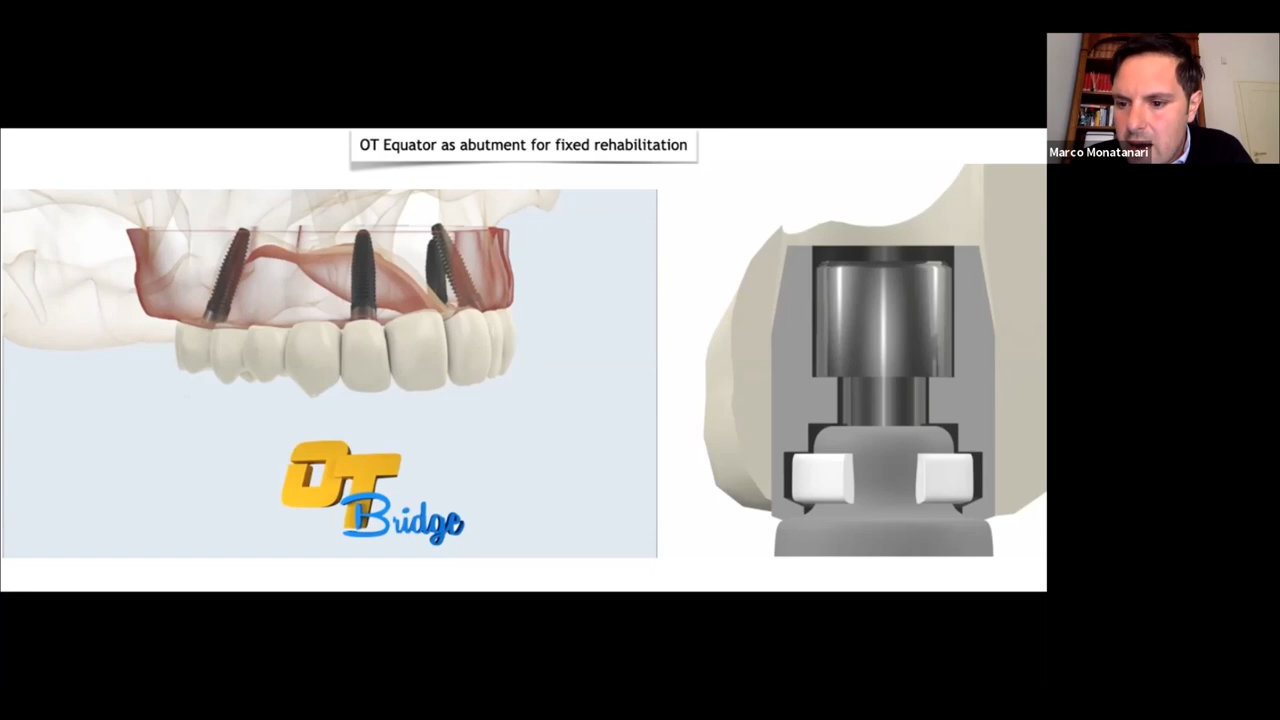 OT Equator as abutment for fixed rehabilitation
Marco Monatanari
OT
Bridge